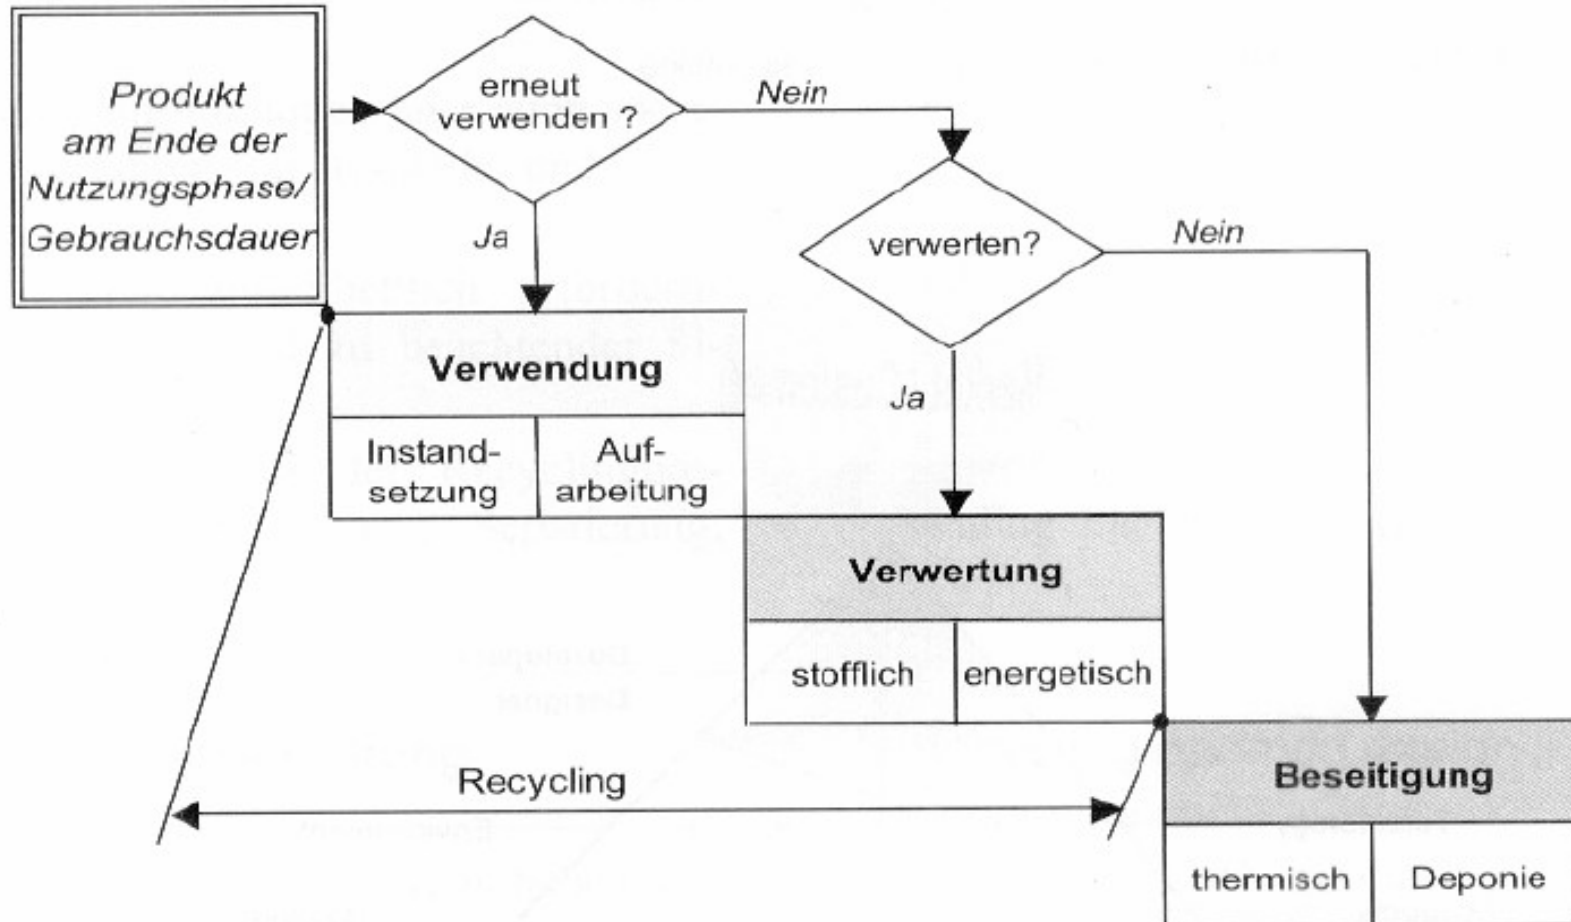 Produkt
am Ende der
Nutzungsphase/
Gebrauchsdauer
erneut
verwenden ?
Nein
Ja
verwerten?
Nein
Ja
Verwendung
Instand-
setzung
Auf-
arbeitung
Verwertung
stofflich
energetisch
Recycling
Beseitigung
thermisch
Deponie